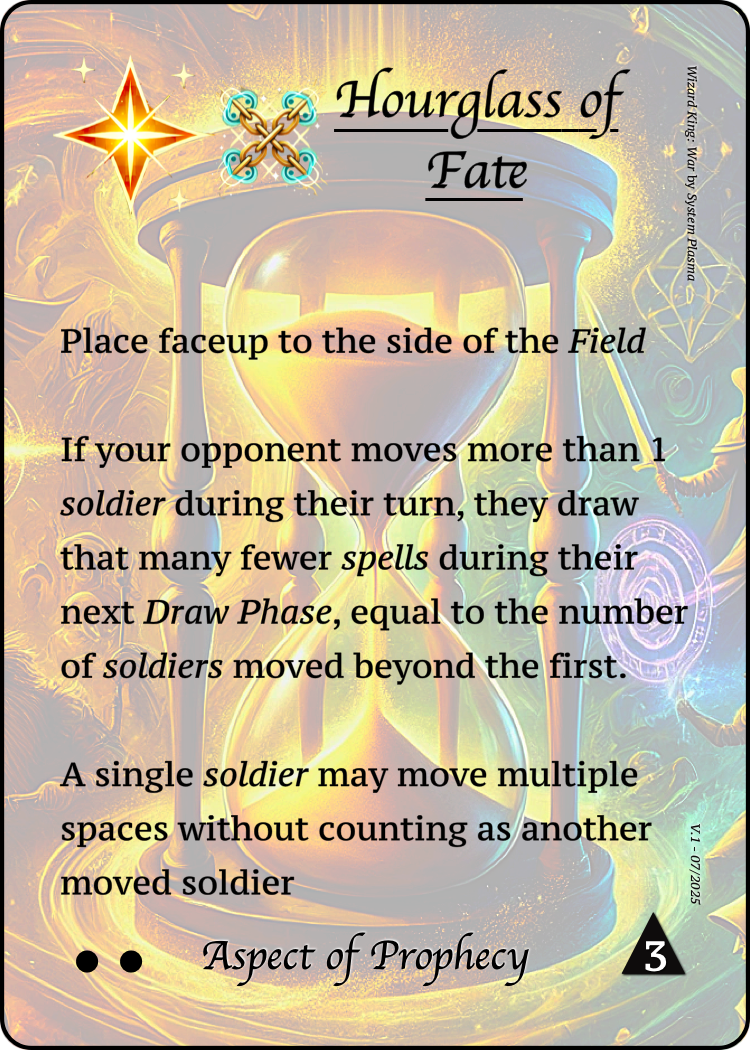 Hourglass of
Fate
Wizard King: War by System Plasma
Place faceup to the side of the Field
If your opponent moves more than 1
soldier during their turn, they draw
that many fewer spells during their
next Draw Phase, equal to the number
of soldiers moved beyond the first.
A single soldier may move multiple
spaces without counting as another
moved soldier
V.1 - 07/2025
Aspect of Prophecy
3